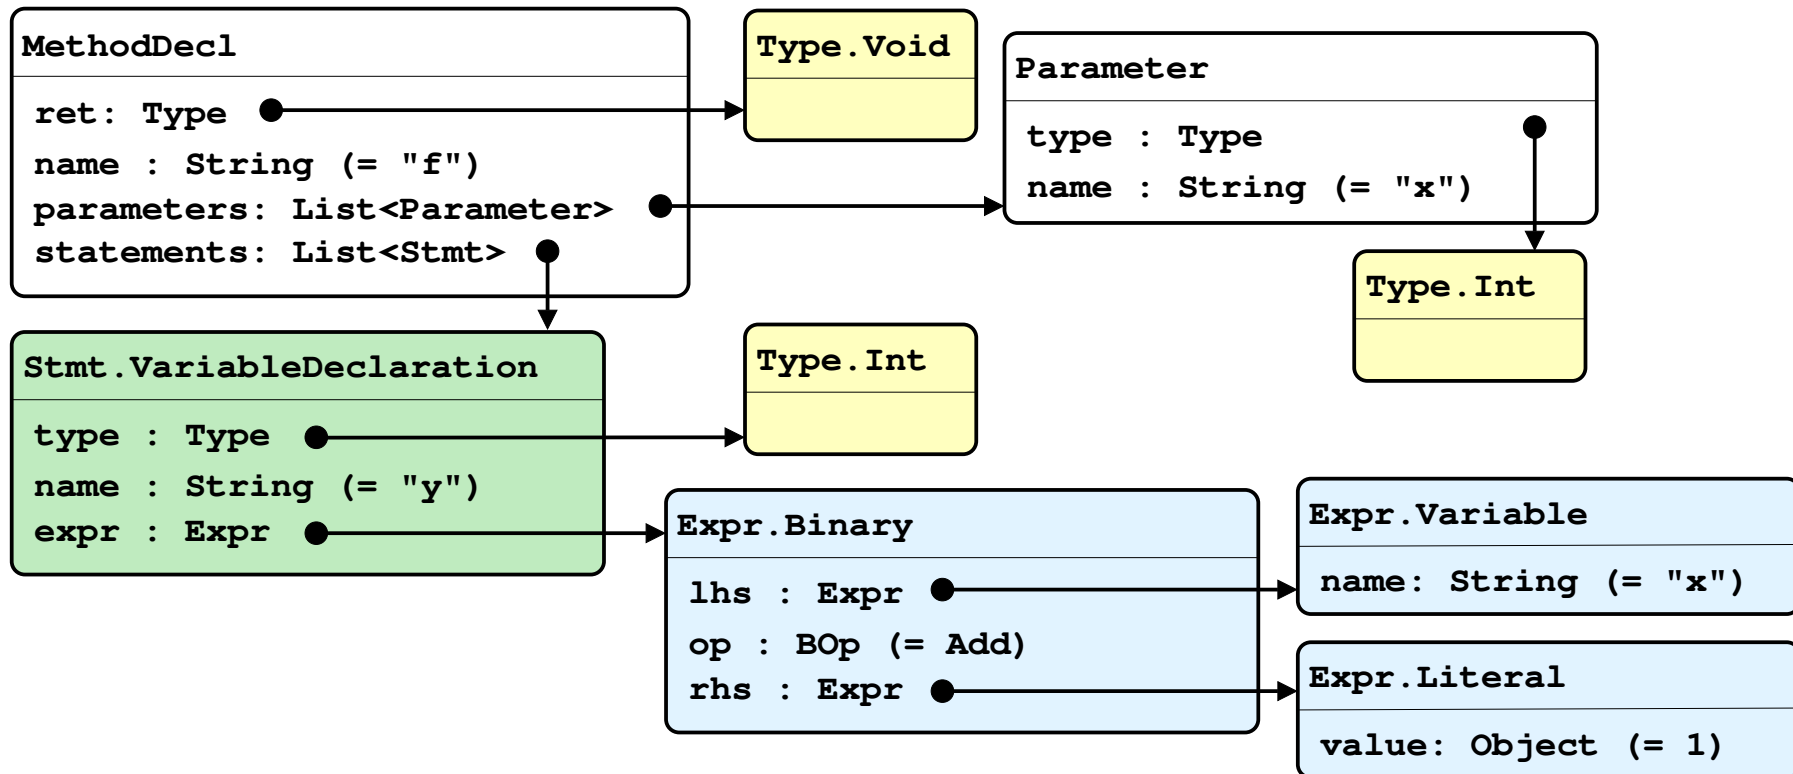 MethodDecl
ret: Type
name : String (= "f")
parameters: List<Parameter>
statements: List<Stmt>
Type.Void
Parameter
type : Type
name : String (= "x")
Type.Int
Stmt.VariableDeclaration
type : Type
name : String (= "y")
expr : Expr
Type.Int
Expr.Binary
lhs : Expr
op : BOp (= Add)
rhs : Expr
Expr.Variable
name: String (= "x")
Expr.Literal
value: Object (= 1)